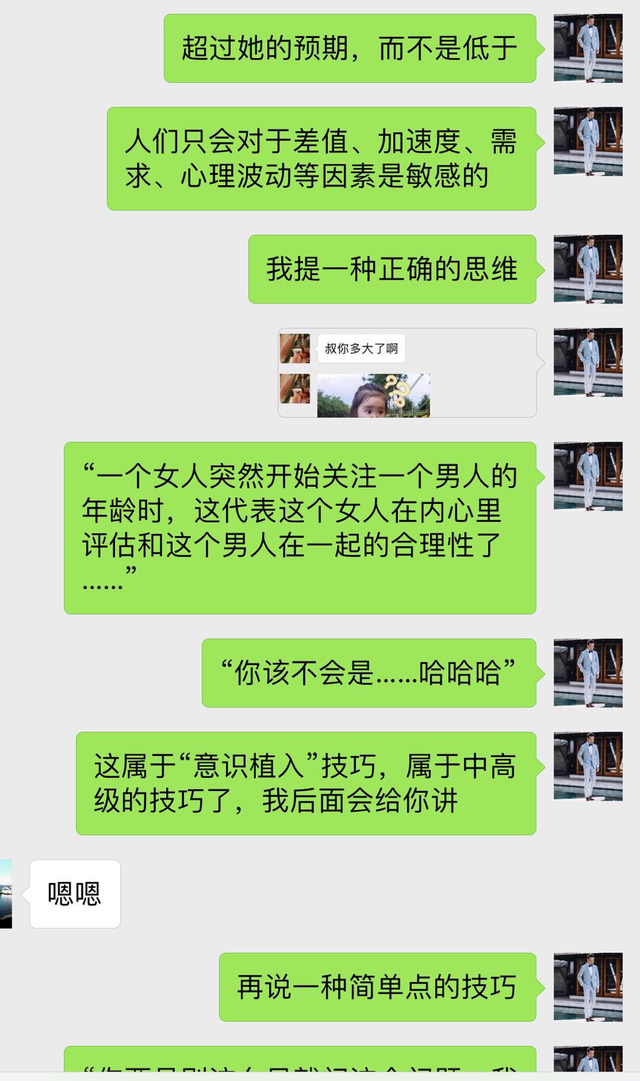 超过她的预期，而不是低于
人们只会对于差值、加速度、需
求、心理波动等因素是敏感的
我提一种正确的思维
叔你多大了啊
“一个女人突然开始关注一个男人的
年龄时，这代表这个女人在内心里
评估和这个男人在一起的合理性了
……”
“你该不会是……哈哈哈”
这属于“意识植入”技巧，属于中高
级的技巧了，我后面会给你讲
嗯嗯
再说一种简单点的技巧